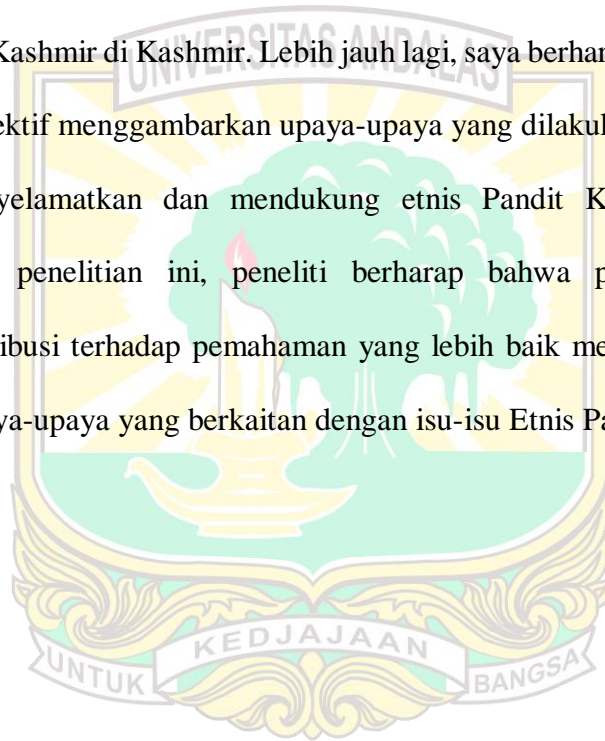 UNIVERSITAS ANDALAS
Kashmir di Kashmir. Lebih jauh lagi, saya berhar
ektif menggambarkan upaya-upaya yang dilakul
yelamatkan dan mendukung etnis Pandit K
penelitian ini, peneliti berharap bahwa p
ibusi terhadap pemahaman yang lebih baik me
ya-upaya yang berkaitan dengan isu-isu Etnis Pa
KEDJAJAAN
UNTUK
BANGSA